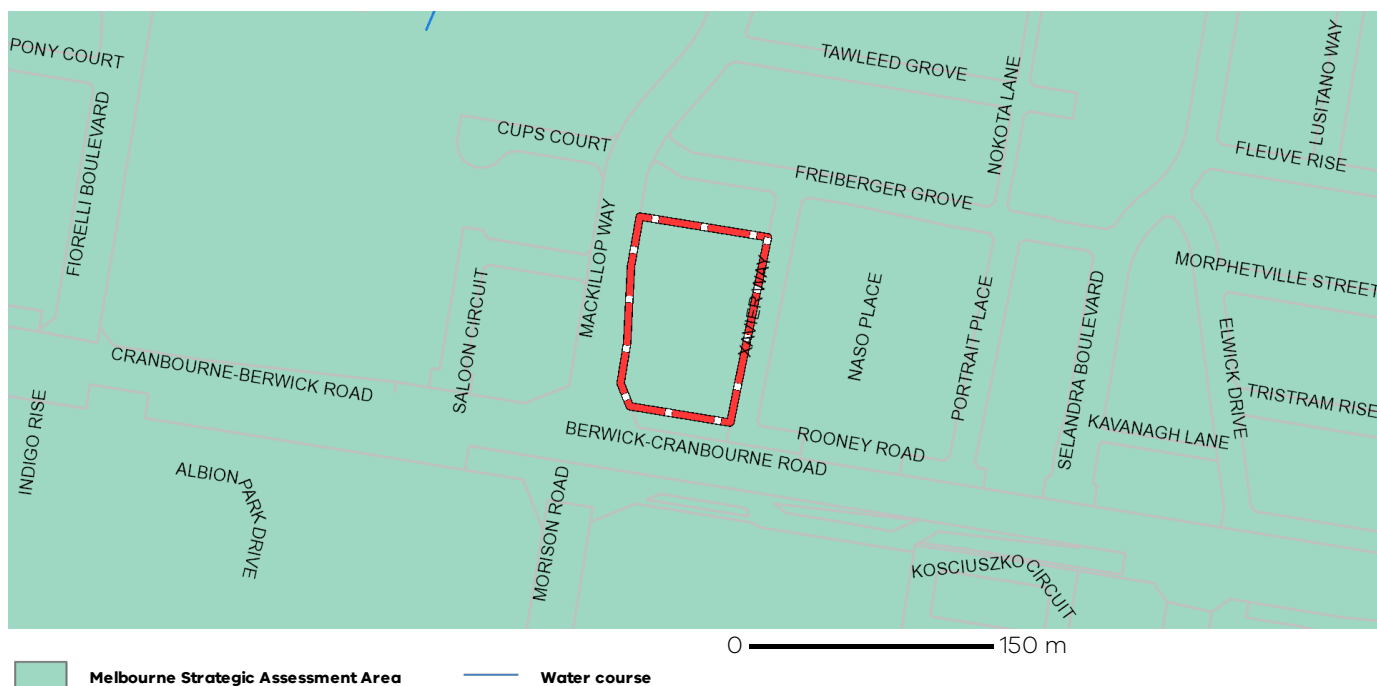 PONY COURT
FIORELLI BOULEVARD
CUPS COURT
TAWLEED GROVE
NOKOTA LANE
LUSITANO WAY
FLEUVE RISE
FREIBERGER GROVE
MACKILLOP WAY
XAVIER WAY
SALOON CIRCUIT
NASO PLACE
PORTRAIT PLACE
SELANDRA BOULEVARD
MORPHETVILLE STREET
ELWICK DRIVE
TRISTRAM RISE
KAVANAGH LANE
CRANBOURNE-BERWICK ROAD
INDIGO RISE
BERWICK-CRANBOURNE ROAD
ROONEY ROAD
ALBION PARK DRIVE
MORISON ROAD
KOSCIUSZKO CIRCUIT
0 150 m
Melbourne Strategic Assessment Area
Water course